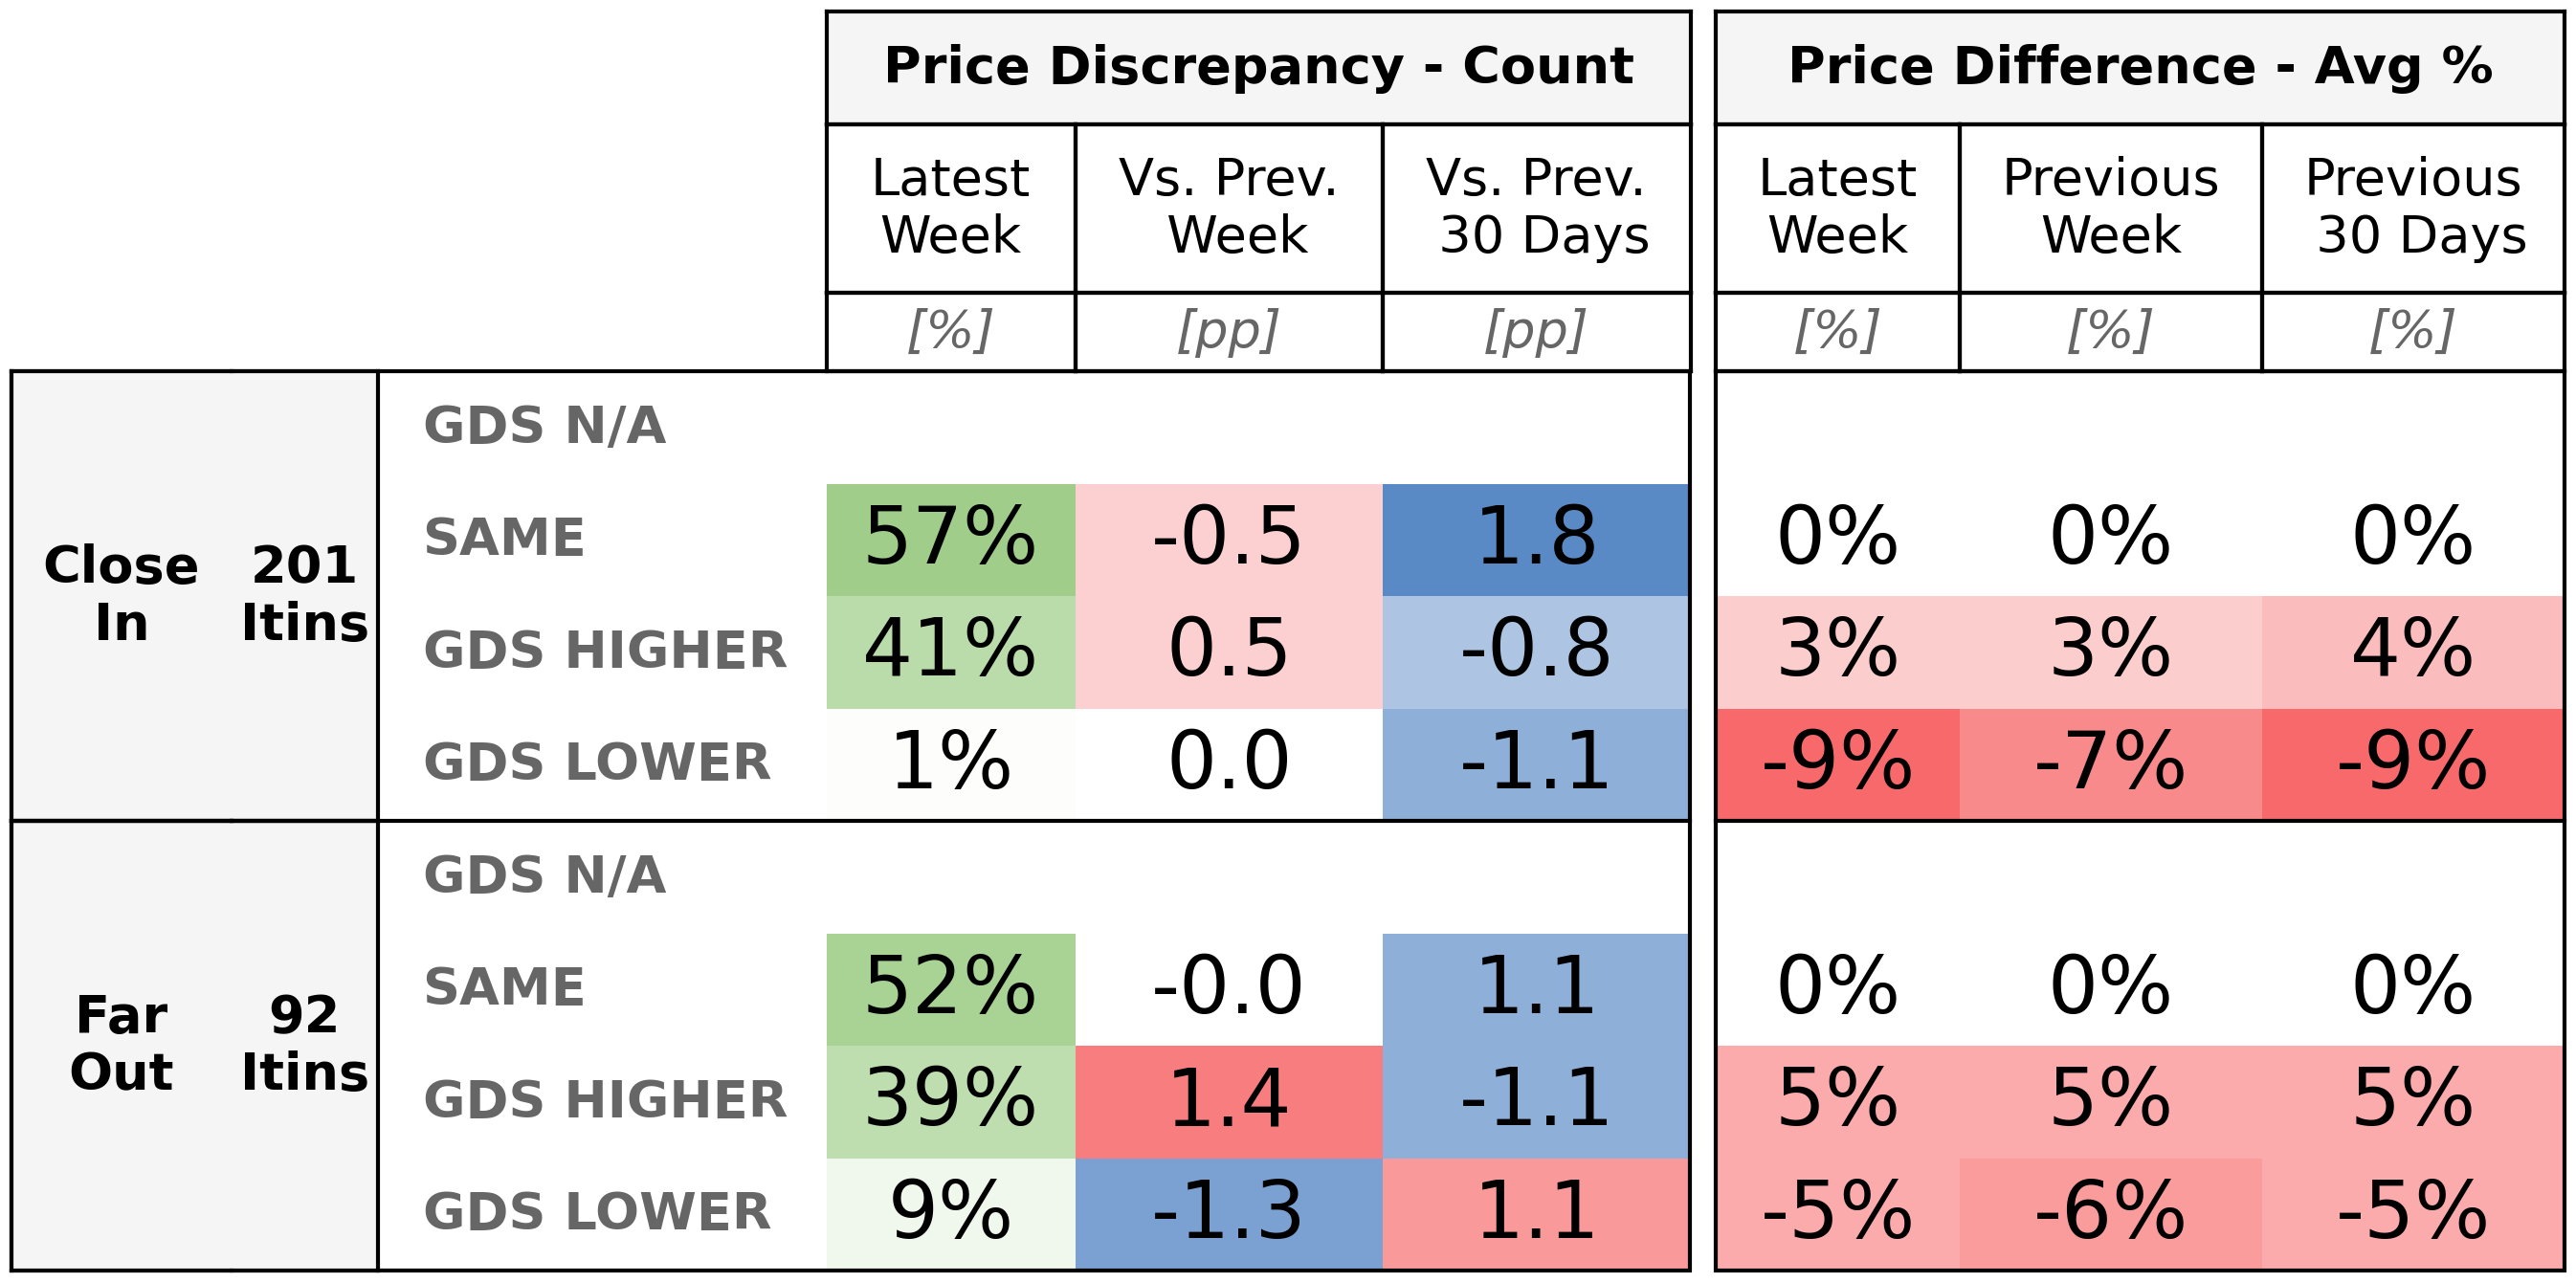 Price Discrepancy - Count Price Difference - Avg %
Latest Vs. Prev. Vs. Prev. Latest Previous Previous
Week Week 30 Days Week Week 30 Days
[%] [pp] [pp] [%] [%] [%]
GDS N/A
SAME 57% -0.5 1.8 0% 0% 0%
Close 201
In Itins
GDS HIGHER 41% 0.5 -0.8 3% 3% 4%
GDS LOWER 1% 0.0 -1.1 -9% -7% -9%
GDS N/A
SAME 52% -0.0 1.1 0% 0% 0%
Far 92
Out Itins
GDS HIGHER 39% 1.4 -1.1 5% 5% 5%
GDS LOWER 9% -1.3 1.1 -5% -6% -5%